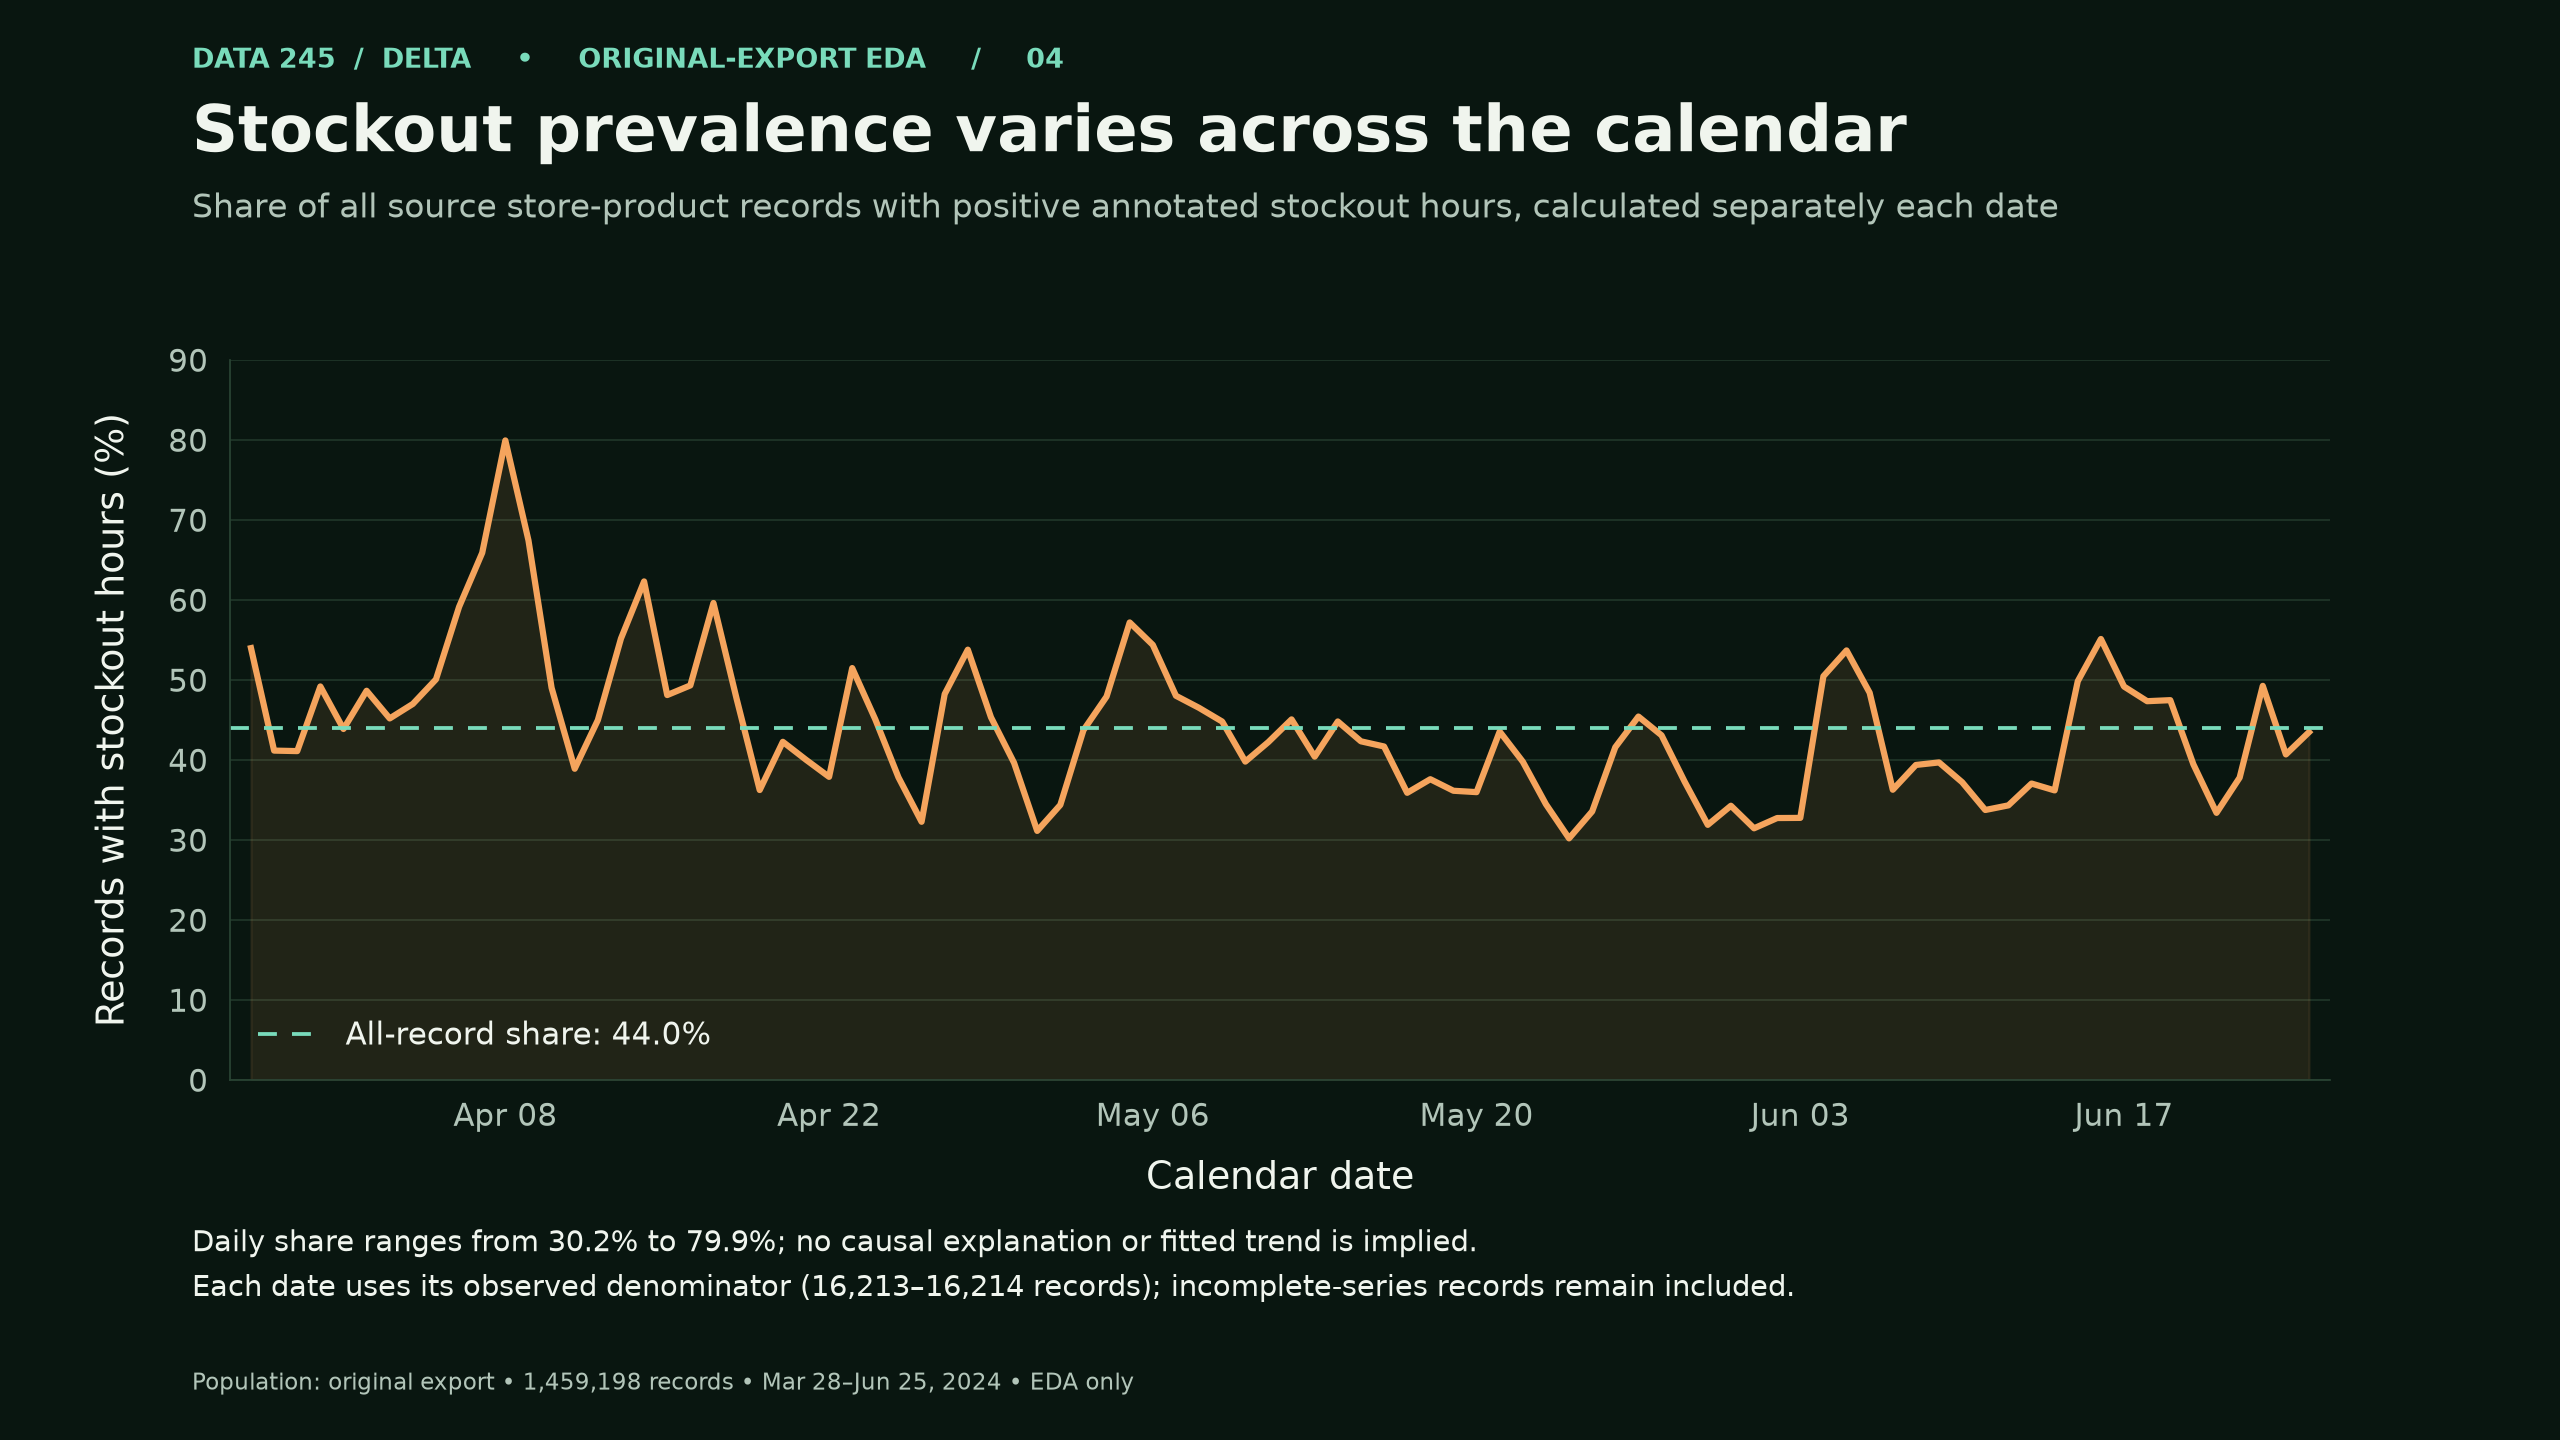 DATA 245 / DELTA • ORIGINAL-EXPORT EDA / 04
Stockout prevalence varies across the calendar
Share of all source store-product records with positive annotated stockout hours, calculated separately each date
Records with stockout hours (%)
90
80
70
60
50
40
30
20
10
0
All-record share: 44.0%
Apr 08 Apr 22 May 06 May 20 Jun 03 Jun 17
Calendar date
Daily share ranges from 30.2% to 79.9%; no causal explanation or fitted trend is implied.
Each date uses its observed denominator (16,213–16,214 records); incomplete-series records remain included.
Population: original export • 1,459,198 records • Mar 28–Jun 25, 2024 • EDA only